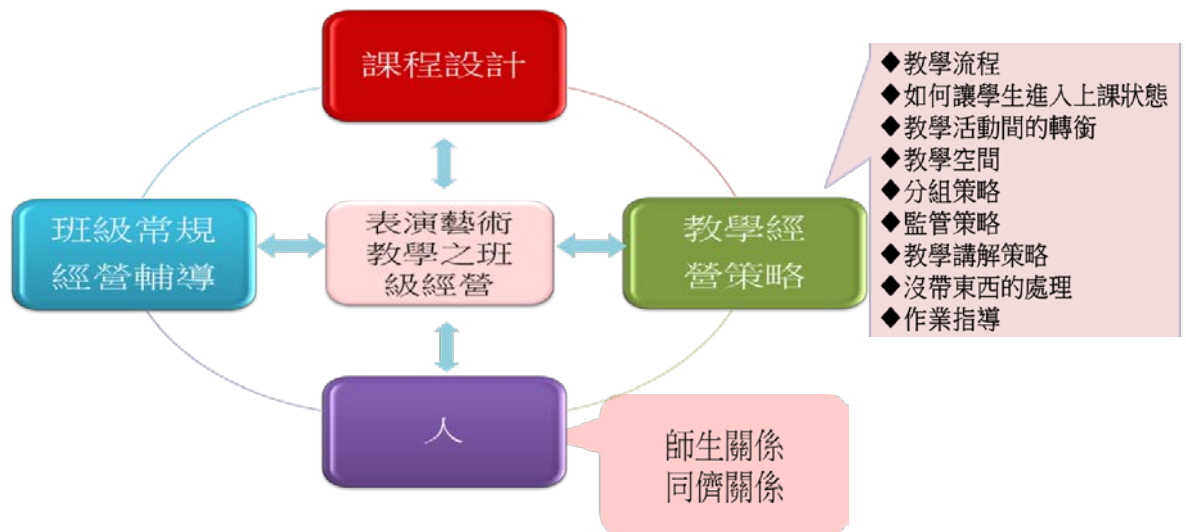 課程設計
班級常規
經營輔導
表演藝術
教學之班
級經營
教學經
營策略
◆教學流程
◆如何讓學生進入上課狀態
◆教學活動間的轉銜
◆教學空間
◆分組策略
◆監管策略
◆教學講解策略
◆沒帶東西的處理
◆作業指導
人
師生關係
同儕關係